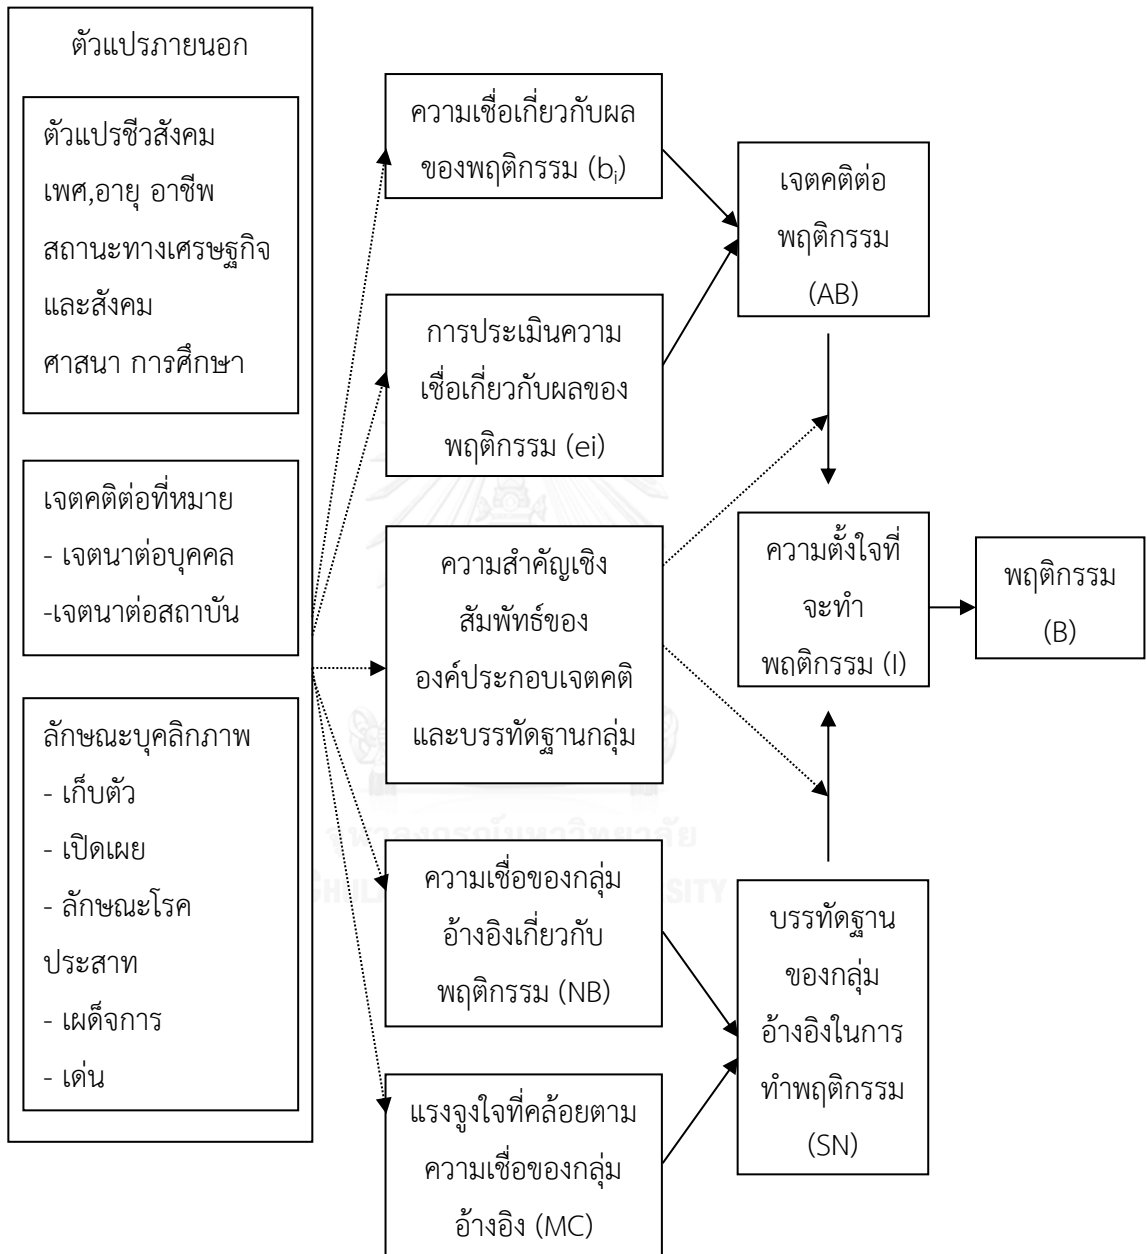 ตัวแปรภายนอก
ตัวแปรชีวสังคม
เพศ,อายุ อาชีพ
สถานะทางเศรษฐกิจ
และสังคม
ศาสนา การศึกษา
เจตคติต่อที่หมาย
- เจตนาต่อบุคคล
-เจตนาต่อสถาบัน
ลักษณะบุคลิกภาพ
- เก็บตัว
- เปิดเผย
- ลักษณะโรค
ประสาท
- เผด็จการ
- เด่น
ความเชื่อเกี่ยวกับผล
ของพฤติกรรม (bᵢ)
การประเมินความ
เชื่อเกี่ยวกับผลของ
พฤติกรรม (ei)
ความสำคัญเชิง
สัมพัทธ์ของ
องค์ประกอบเจตคติ
และบรรทัดฐานกลุ่ม
จุฬาลงกรณ์มหาวิทยาลัย
ความเชื่อของกลุ่ม
อ้างอิงเกี่ยวกับ
พฤติกรรม (NB)
แรงจูงใจที่คล้อยตาม
ความเชื่อของกลุ่ม
อ้างอิง (MC)
เจตคติต่อ
พฤติกรรม
(AB)
ความตั้งใจที่
จะทำ
พฤติกรรม (I)
บรรทัดฐาน
ของกลุ่ม
อ้างอิงในการ
ทำพฤติกรรม
(SN)
พฤติกรรม
(B)